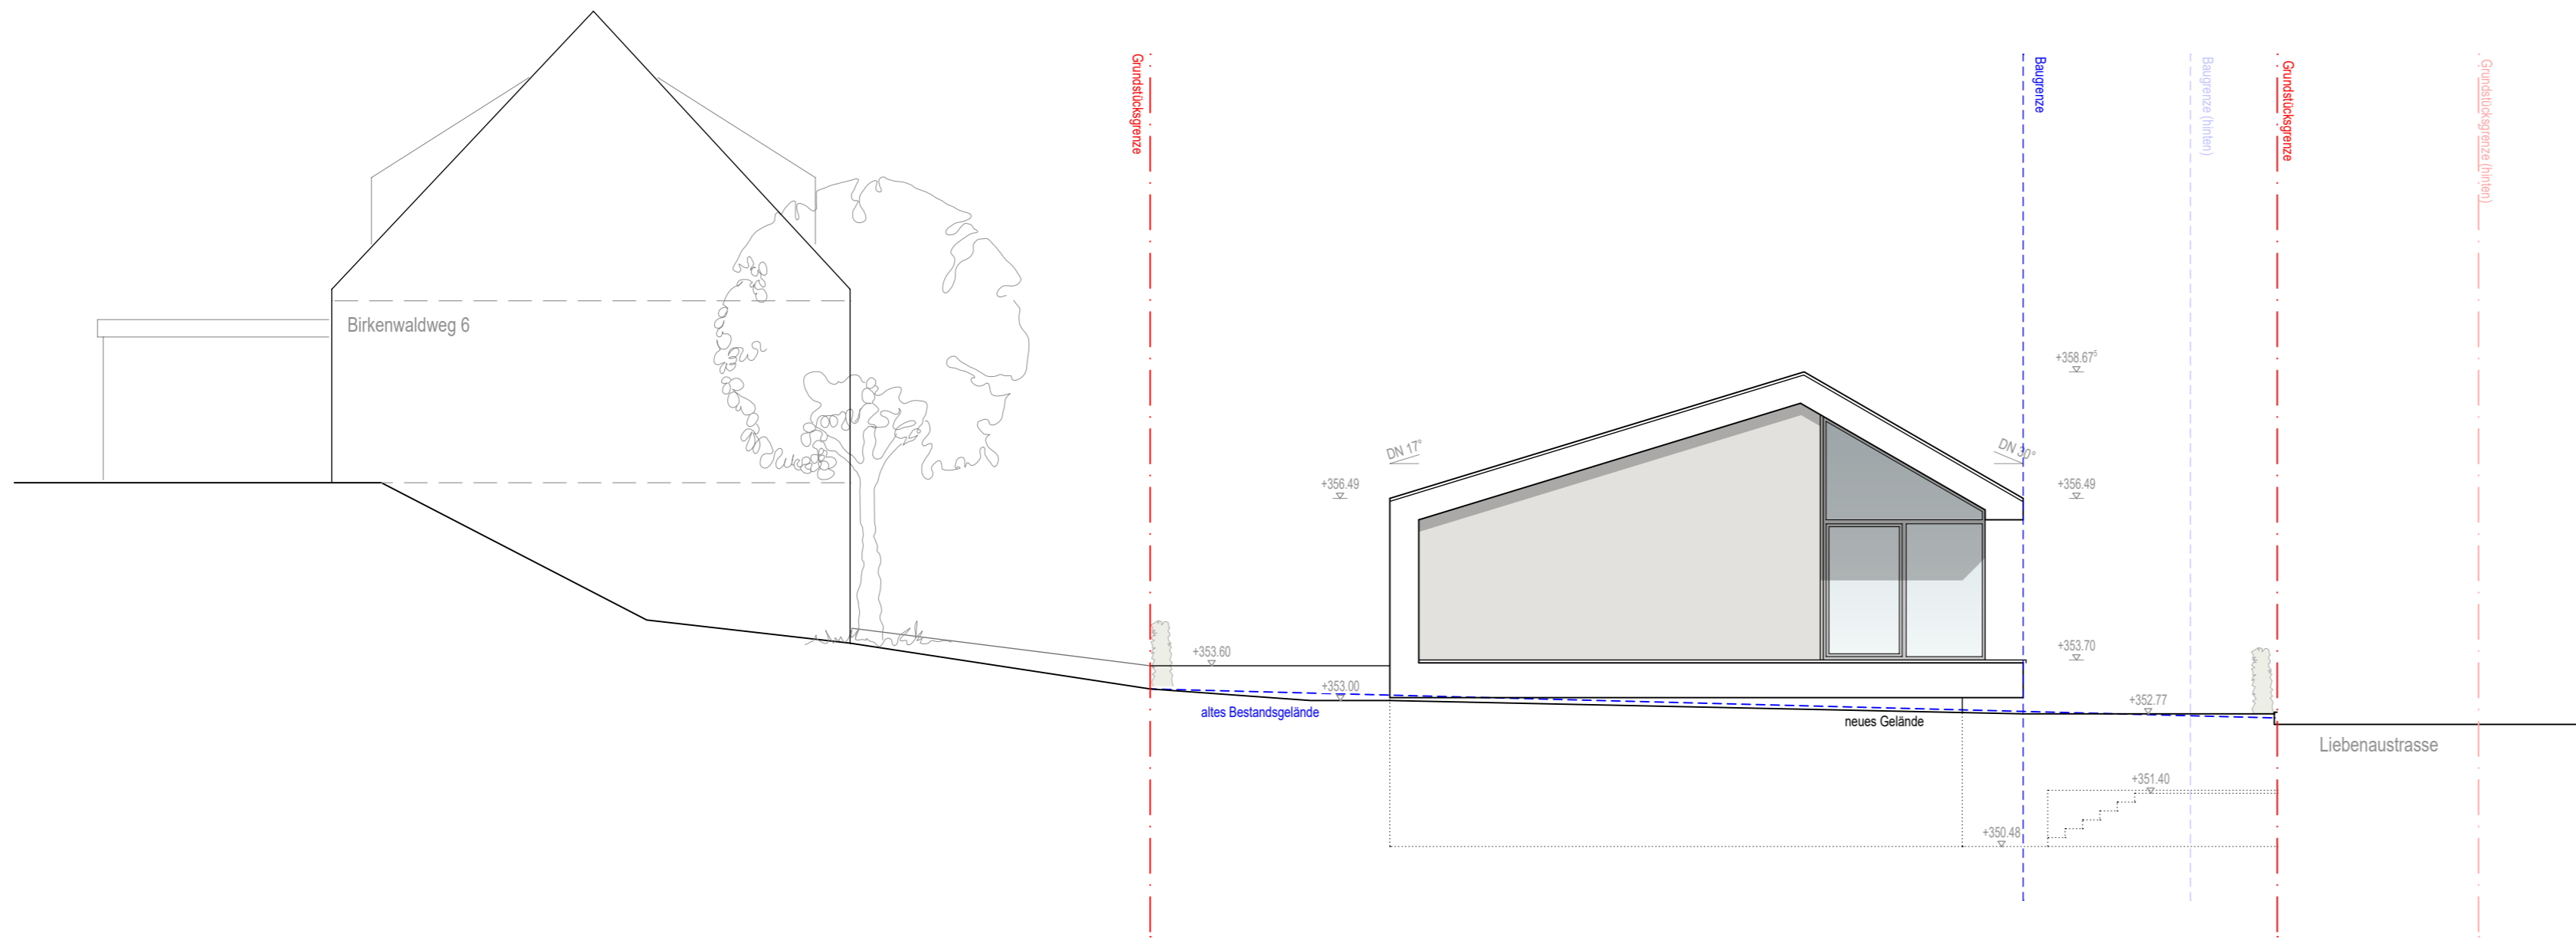 Grundstücksgrenze
Baugrenze
Baugrenze (hinten)
Grundstücksgrenze
Grundstücksgrenze (hinten)
Birkenwaldweg 6
+358.67⁵
DN 17°
DN 30°
+356.49
+356.49
+353.60
+353.70
+353.00
+352.77
altes Bestandsgelände
neues Gelände
Liebenaustrasse
+351.40
+350.48